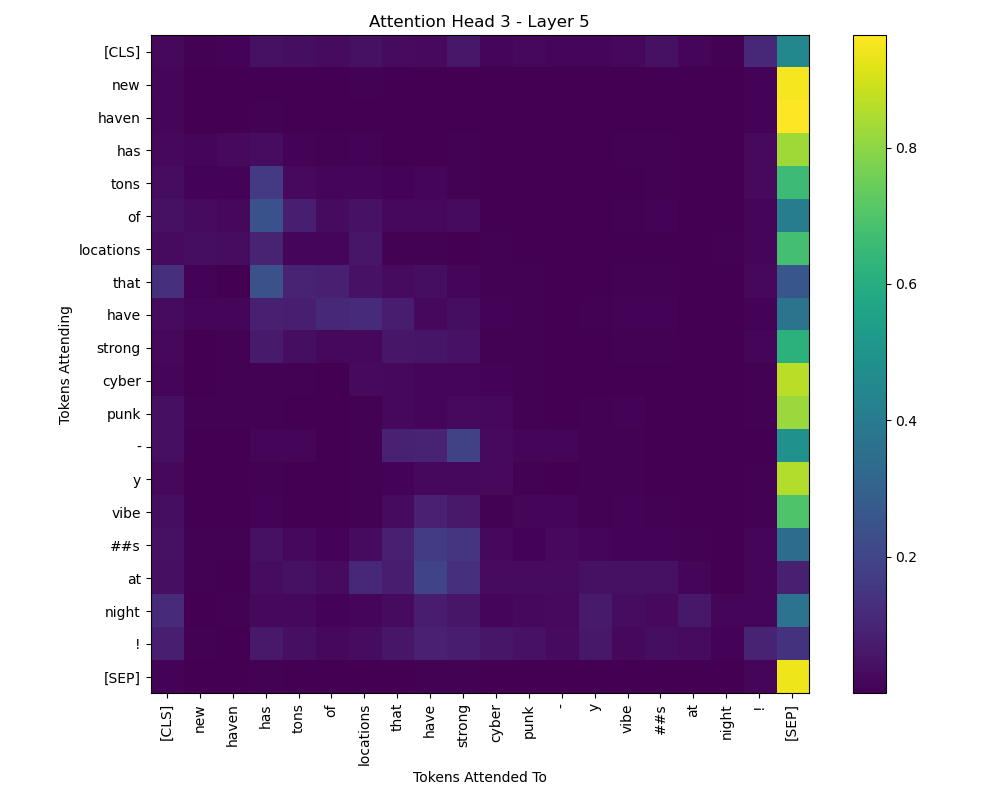 Attention Head 3 - Layer 5
Tokens Attending
[CLS]
new
haven
has
tons
of
locations
that
have
strong
cyber
punk
-
y
vibe
##s
at
night
!
[SEP]
[CLS]
new
haven
has
tons
of
locations
that
have
strong
cyber
punk
-
y
vibe
##s
at
night
!
[SEP]
Tokens Attended To
0.8
0.6
0.4
0.2